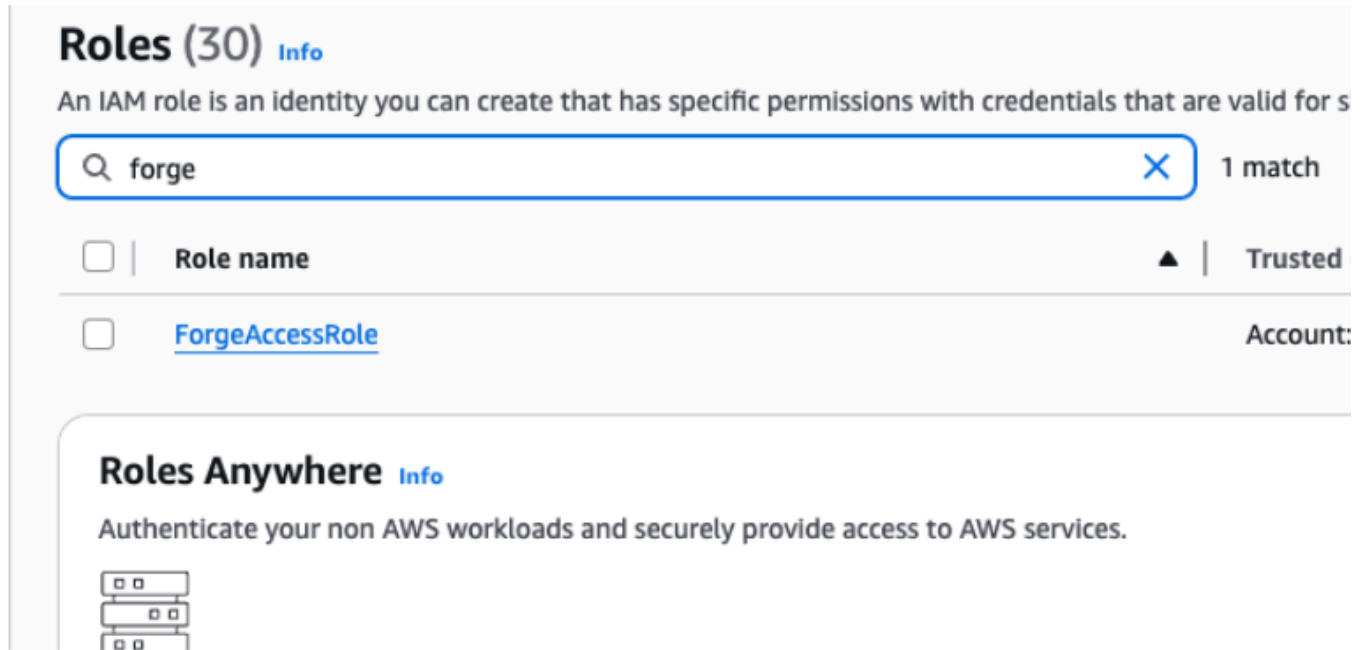 Roles (30) Info
An IAM role is an identity you can create that has specific permissions with credentials that are valid for s
forge
1 match
Role name
Trusted
ForgeAccessRole
Account:
Roles Anywhere Info
Authenticate your non AWS workloads and securely provide access to AWS services.